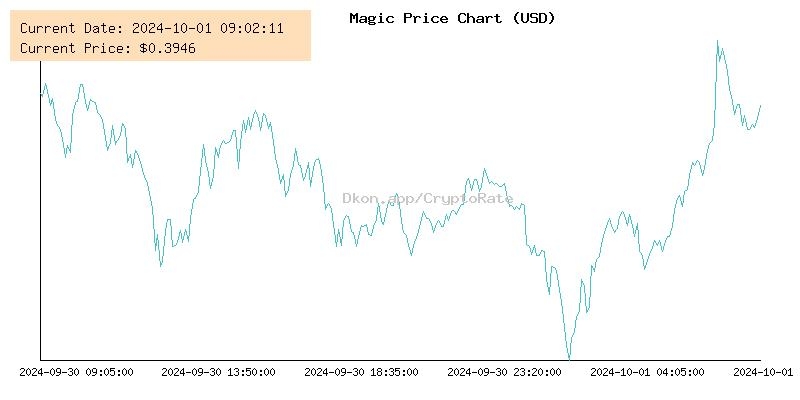 Magic Price Chart (USD)
Current Date: 2024-10-01 09:02:11
Current Price: $0.3946
Dkon.app/CryptoRate
2024-09-30 09:05:00
2024-09-30 13:50:00
2024-09-30 18:35:00
2024-09-30 23:20:00
2024-10-01 04:05:00
2024-10-01